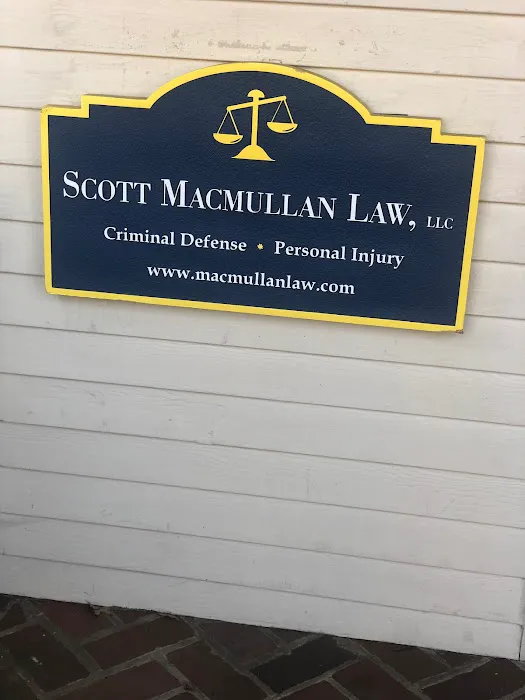 SCOTT MACMULLAN LAW, LLC
Criminal Defense * Personal Injury
www.macmullanlaw.com